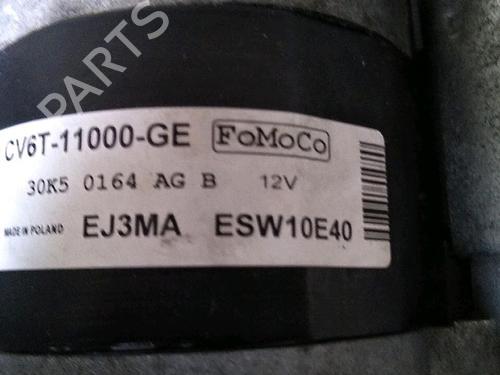 PARTS
CV6T-11000-GE FoMoCo
30K5 0164 AG B 12V
MADE IN POLAND EJ3MA ESW10E40